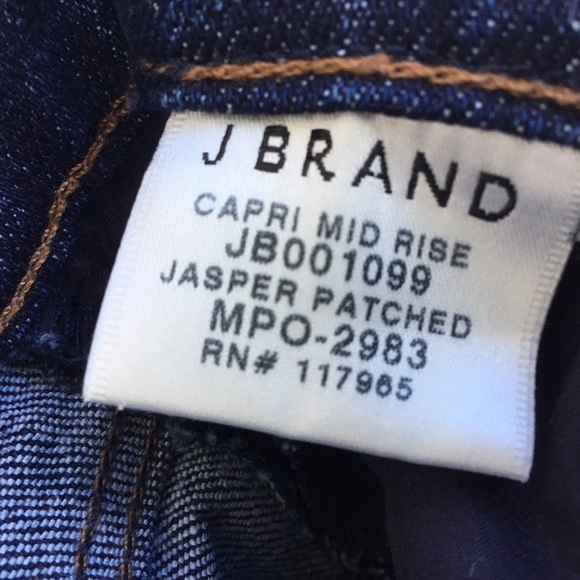 J BRAND
CAPRI MID RISE
JB001099
JASPER PATCHED
MPO-2983
RN# 117965